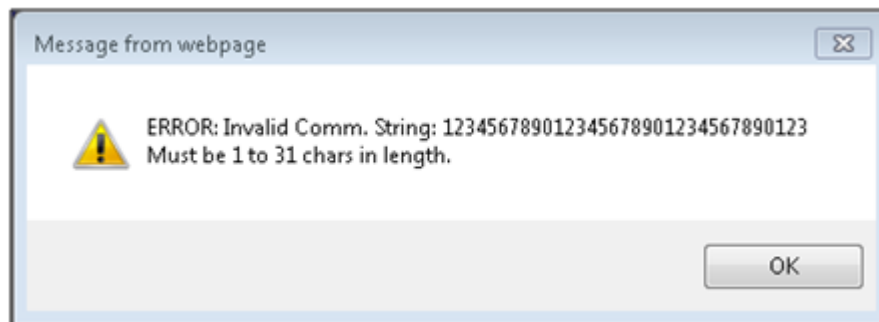 Message from webpage
ERROR: Invalid Comm. String: 123456789012345678901234567890123
Must be 1 to 31 chars in length.
OK